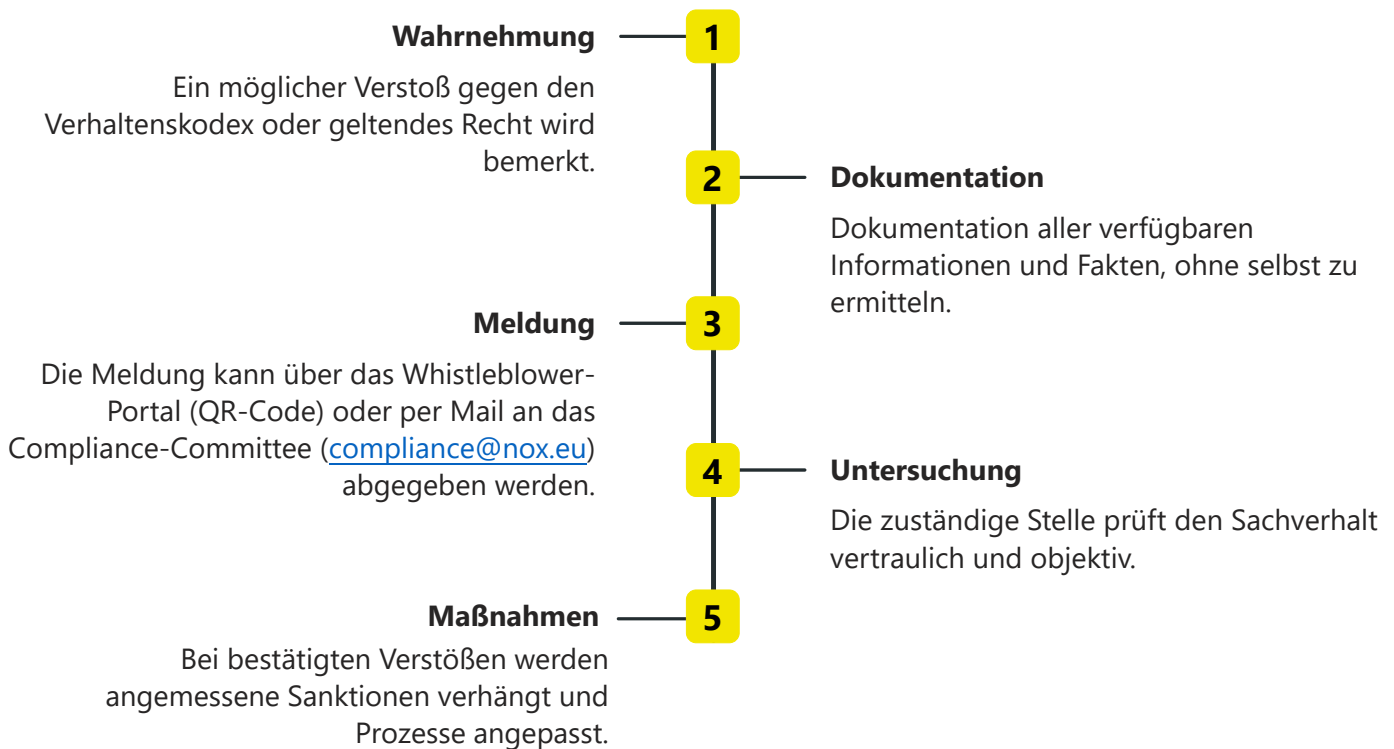 Wahrnehmung
1
Ein möglicher Verstoß gegen den
Verhaltenskodex oder geltendes Recht wird
bemerkt.
2
Dokumentation
Dokumentation aller verfügbaren
Informationen und Fakten, ohne selbst zu
ermitteln.
Meldung
3
Die Meldung kann über das Whistleblower-
Portal (QR-Code) oder per Mail an das
Compliance-Committee (compliance@nox.eu)
abgegeben werden.
4
Untersuchung
Die zuständige Stelle prüft den Sachverhalt
vertraulich und objektiv.
Maßnahmen
5
Bei bestätigten Verstößen werden
angemessene Sanktionen verhängt und
Prozesse angepasst.